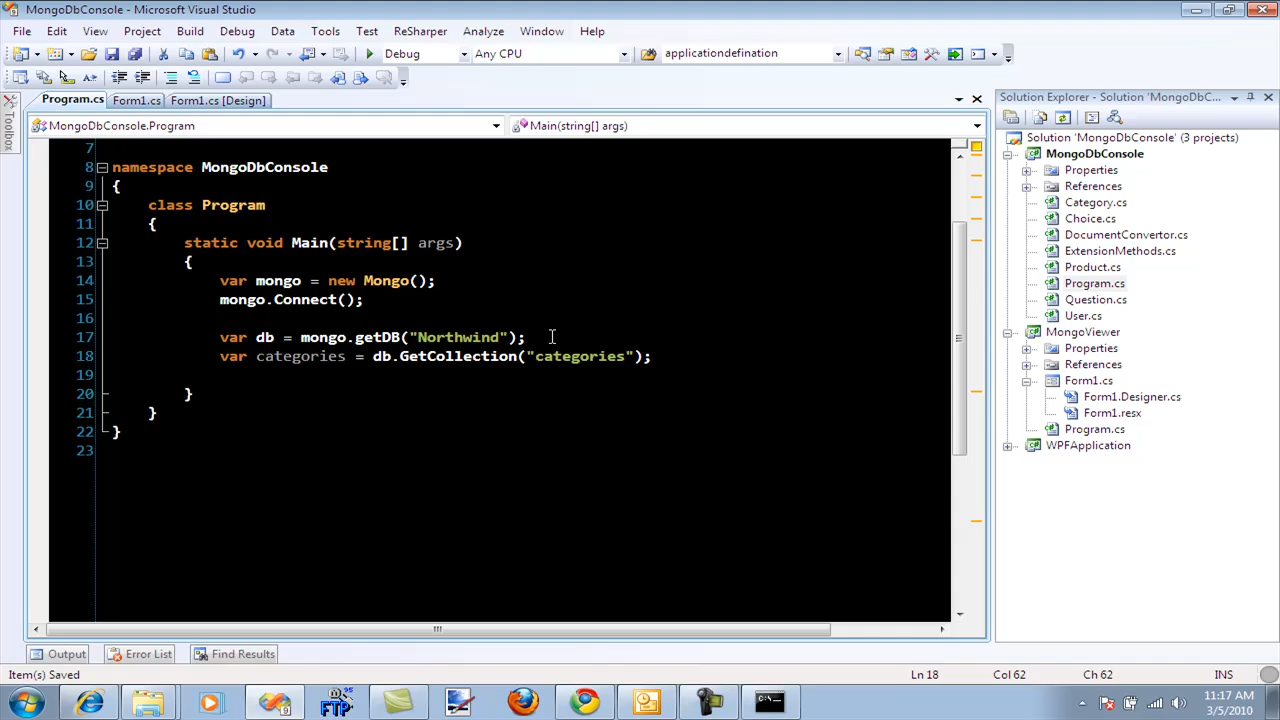 MongoDbConsole - Microsoft Visual Studio
File Edit View Project Build Debug Data Tools Test ReSharper Analyze Window Help
Debug Any CPU applicationdefination
Program.cs Form1.cs Form1.cs [Design]
Solution Explorer - 'MongoDbC...
MongoDbConsole.Program Main(string[] args)
Toolbox
7
8 namespace MongoDbConsole
9 {
10 class Program
11 {
12 static void Main(string[] args)
13 {
14 var mongo = new Mongo();
15 mongo.Connect();
16
17 var db = mongo.getDB("Northwind");
18 var categories = db.GetCollection("categories");
19
20 }
21 }
22 }
23
Solution 'MongoDbConsole' (3 projects)
MongoDbConsole
Properties
References
Category.cs
Choice.cs
DocumentConvertor.cs
ExtensionMethods.cs
Product.cs
Program.cs
Question.cs
User.cs
MongoViewer
Properties
References
Form1.cs
Form1.Designer.cs
Form1.resx
Program.cs
WPFApplication
Output Error List Find Results
Item(s) Saved Ln 18 Col 62 Ch 62 INS
FTP
11:17 AM
3/5/2010